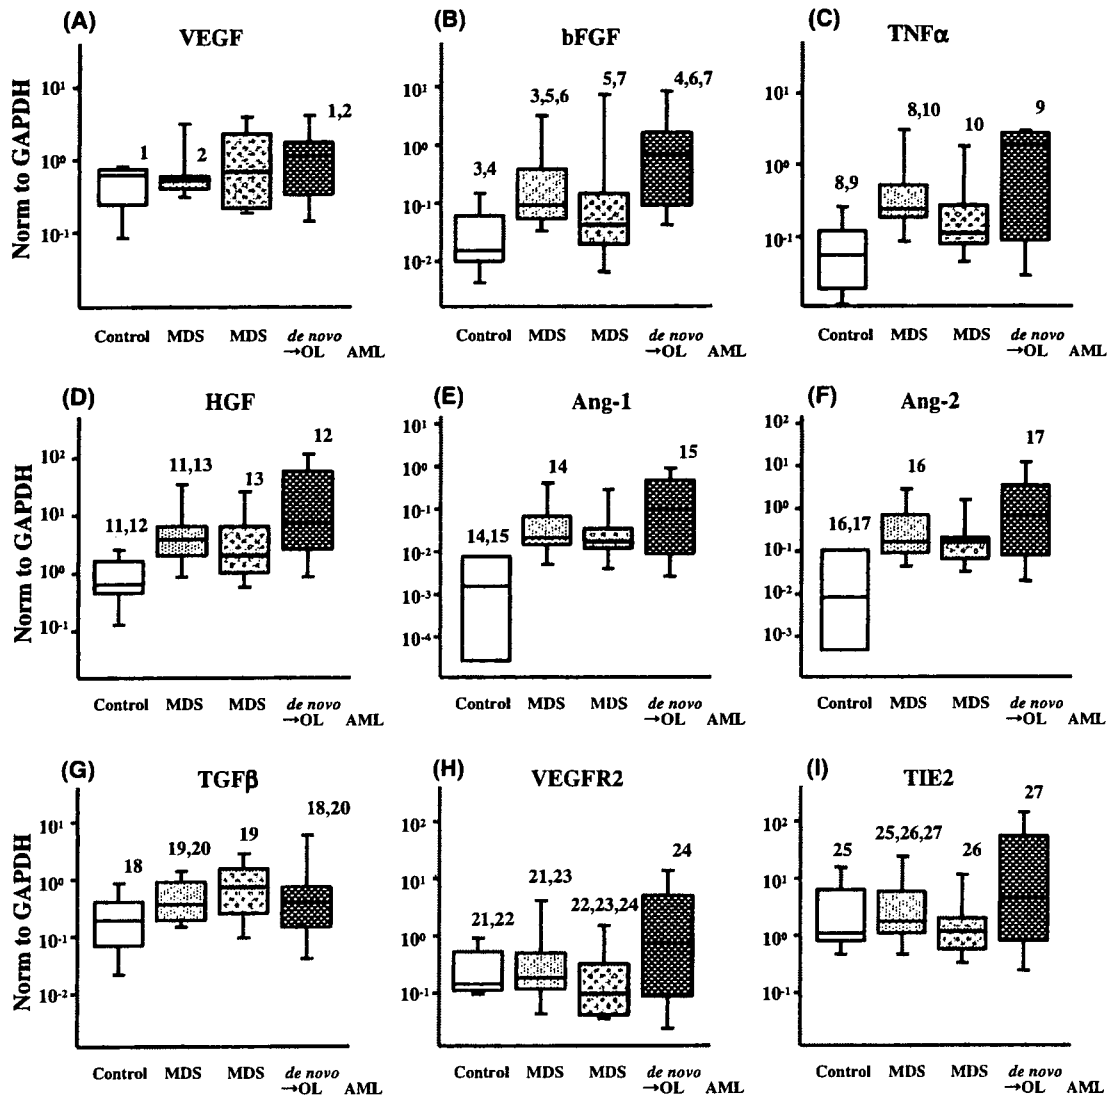 (A) (B) (C)
VEGF bFGF TNFα
Norm to GAPDH
10¹ 10⁰ 10⁻¹
1 2 1,2
10¹ 10⁰ 10⁻¹ 10⁻²
3,4 3,5,6 5,7 4,6,7
10¹ 10⁰ 10⁻¹
8,9 8,10 10 9
Control MDS MDS de novo Control MDS MDS de novo Control MDS MDS de novo
→OL AML →OL AML →OL AML
(D) (E) (F)
HGF Ang-1 Ang-2
Norm to GAPDH
10² 10¹ 10⁰ 10⁻¹
11,12 11,13 13 12
10¹ 10⁰ 10⁻¹ 10⁻² 10⁻³ 10⁻⁴
14,15 14 15
10² 10¹ 10⁰ 10⁻¹ 10⁻² 10⁻³
16,17 16 17
Control MDS MDS de novo Control MDS MDS de novo Control MDS MDS de novo
→OL AML →OL AML →OL AML
(G) (H) (I)
TGFβ VEGFR2 TIE2
Norm to GAPDH
10¹ 10⁰ 10⁻¹ 10⁻²
18 19,20 19 18,20
10² 10¹ 10⁰ 10⁻¹
21,22 21,23 22,23,24 24
10² 10¹ 10⁰ 10⁻¹
25 25,26,27 26 27
Control MDS MDS de novo Control MDS MDS de novo Control MDS MDS de novo
→OL AML →OL AML →OL AML